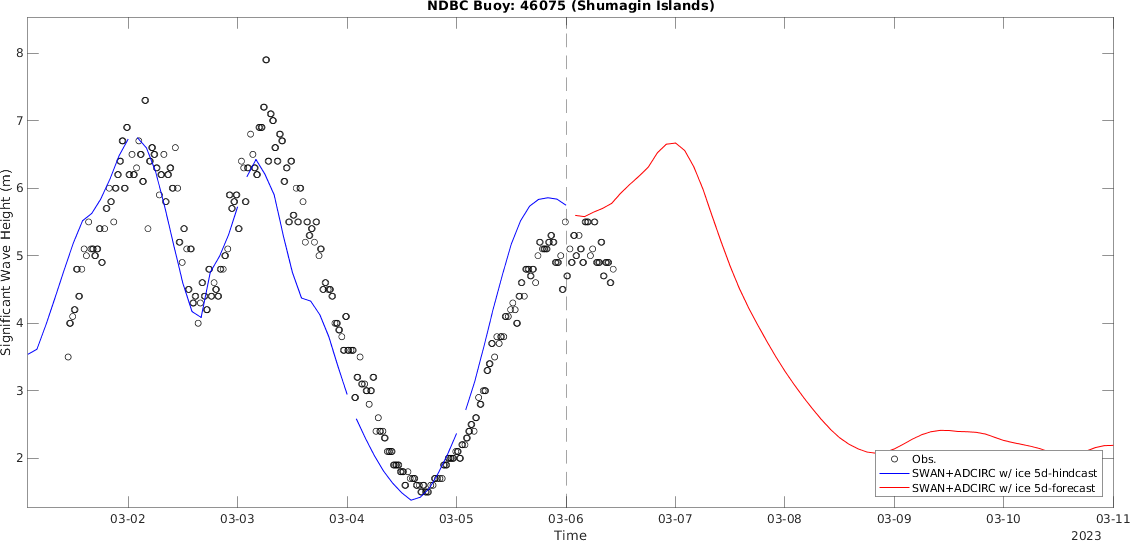 NDBC Buoy: 46075 (Shumagin Islands)
Significant Wave Height (m)
8
7
6
5
4
3
2
Obs.
SWAN+ADCIRC w/ ice 5d-hindcast
SWAN+ADCIRC w/ ice 5d-forecast
03-02 03-03 03-04 03-05 03-06 03-07 03-08 03-09 03-10 03-11
Time
2023